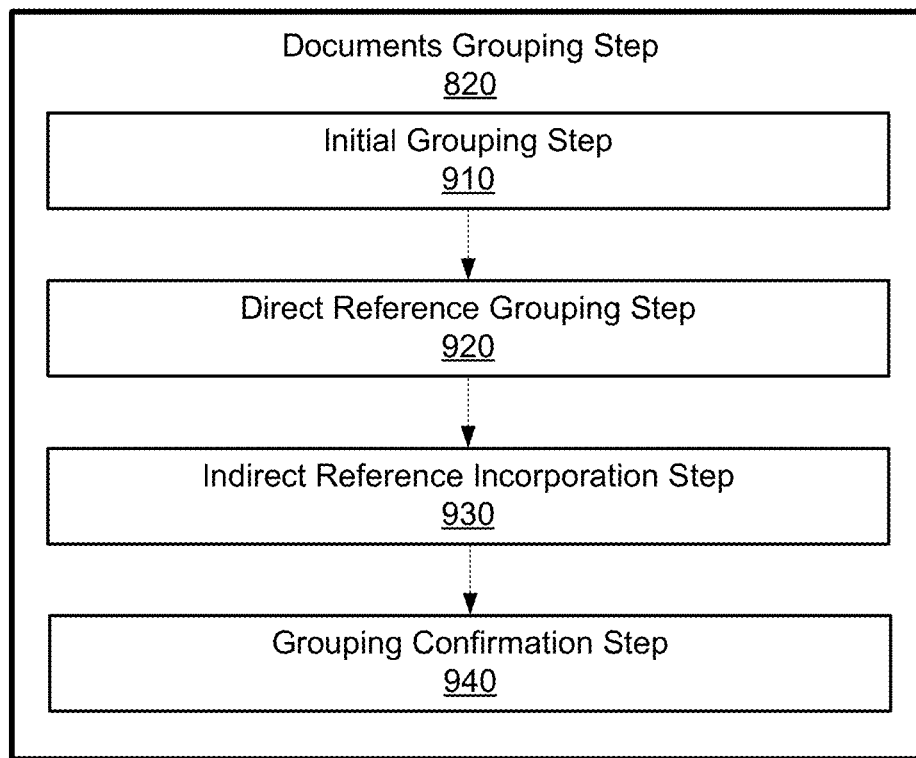 Documents Grouping Step
820
Initial Grouping Step
910
Direct Reference Grouping Step
920
Indirect Reference Incorporation Step
930
Grouping Confirmation Step
940